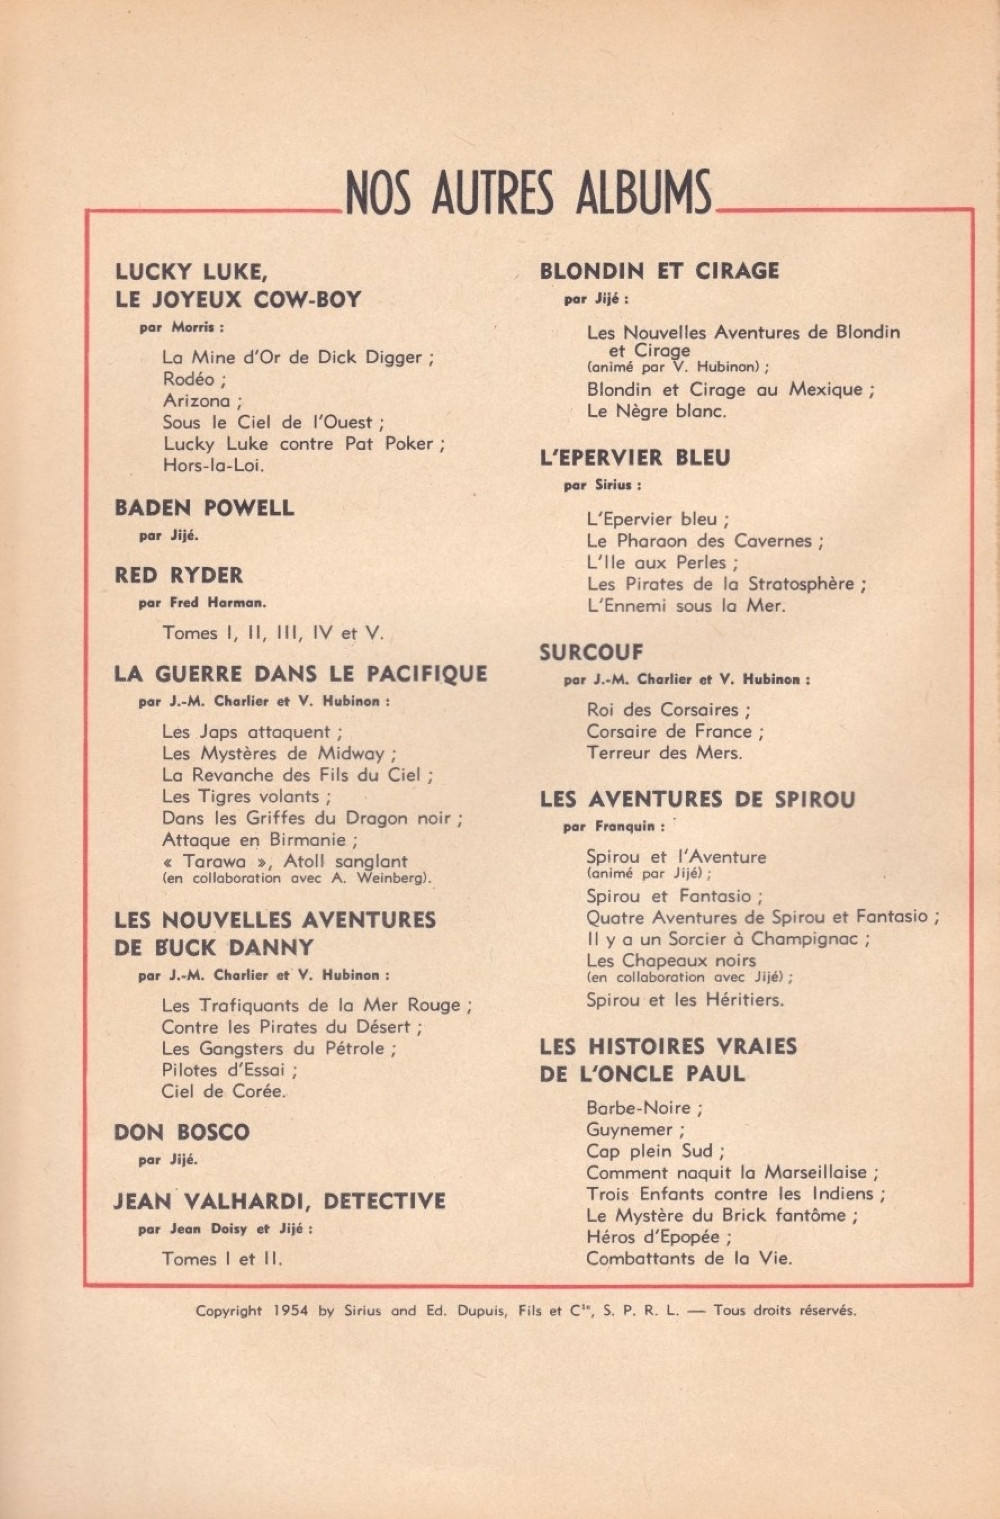 NOS AUTRES ALBUMS
LUCKY LUKE,
LE JOYEUX COW-BOY
par Morris :
La Mine d'Or de Dick Digger ;
Rodéo ;
Arizona ;
Sous le Ciel de l'Ouest ;
Lucky Luke contre Pat Poker ;
Hors-la-Loi.
BADEN POWELL
par Jijé.
RED RYDER
par Fred Harman.
Tomes I, II, III, IV et V.
LA GUERRE DANS LE PACIFIQUE
par J.-M. Charlier et V. Hubinon :
Les Japs attaquent ;
Les Mystères de Midway ;
La Revanche des Fils du Ciel ;
Les Tigres volants ;
Dans les Griffes du Dragon noir ;
Attaque en Birmanie ;
« Tarawa », Atoll sanglant
(en collaboration avec A. Weinberg).
LES NOUVELLES AVENTURES
DE BUCK DANNY
par J.-M. Charlier et V. Hubinon :
Les Trafiquants de la Mer Rouge ;
Contre les Pirates du Désert ;
Les Gangsters du Pétrole ;
Pilotes d'Essai ;
Ciel de Corée.
DON BOSCO
par Jijé.
JEAN VALHARDI, DETECTIVE
par Jean Doisy et Jijé :
Tomes I et II.
BLONDIN ET CIRAGE
par Jijé :
Les Nouvelles Aventures de Blondin
et Cirage
(animé par V. Hubinon) ;
Blondin et Cirage au Mexique ;
Le Nègre blanc.
L'EPERVIER BLEU
par Sirius :
L'Epervier bleu ;
Le Pharaon des Cavernes ;
L'Ile aux Perles ;
Les Pirates de la Stratosphère ;
L'Ennemi sous la Mer.
SURCOUF
par J.-M. Charlier et V. Hubinon :
Roi des Corsaires ;
Corsaire de France ;
Terreur des Mers.
LES AVENTURES DE SPIROU
par Franquin :
Spirou et l'Aventure
(animé par Jijé) ;
Spirou et Fantasio ;
Quatre Aventures de Spirou et Fantasio ;
Il y a un Sorcier à Champignac ;
Les Chapeaux noirs
(en collaboration avec Jijé) ;
Spirou et les Héritiers.
LES HISTOIRES VRAIES
DE L'ONCLE PAUL
Barbe-Noire ;
Guynemer ;
Cap plein Sud ;
Comment naquit la Marseillaise ;
Trois Enfants contre les Indiens ;
Le Mystère du Brick fantôme ;
Héros d'Epopée ;
Combattants de la Vie.
Copyright 1954 by Sirius and Ed. Dupuis, Fils et Cie, S. P. R. L. — Tous droits réservés.